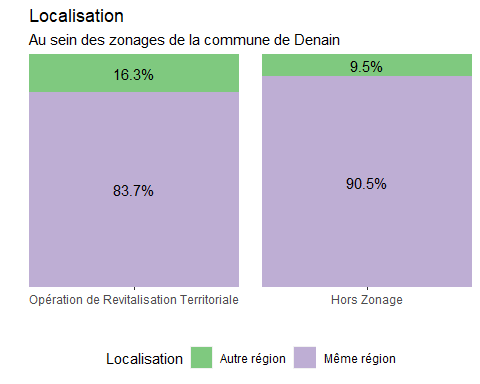 Localisation
Au sein des zonages de la commune de Denain
16.3%
9.5%
83.7%
90.5%
Opération de Revitalisation Territoriale
Hors Zonage
Localisation
Autre région
Même région